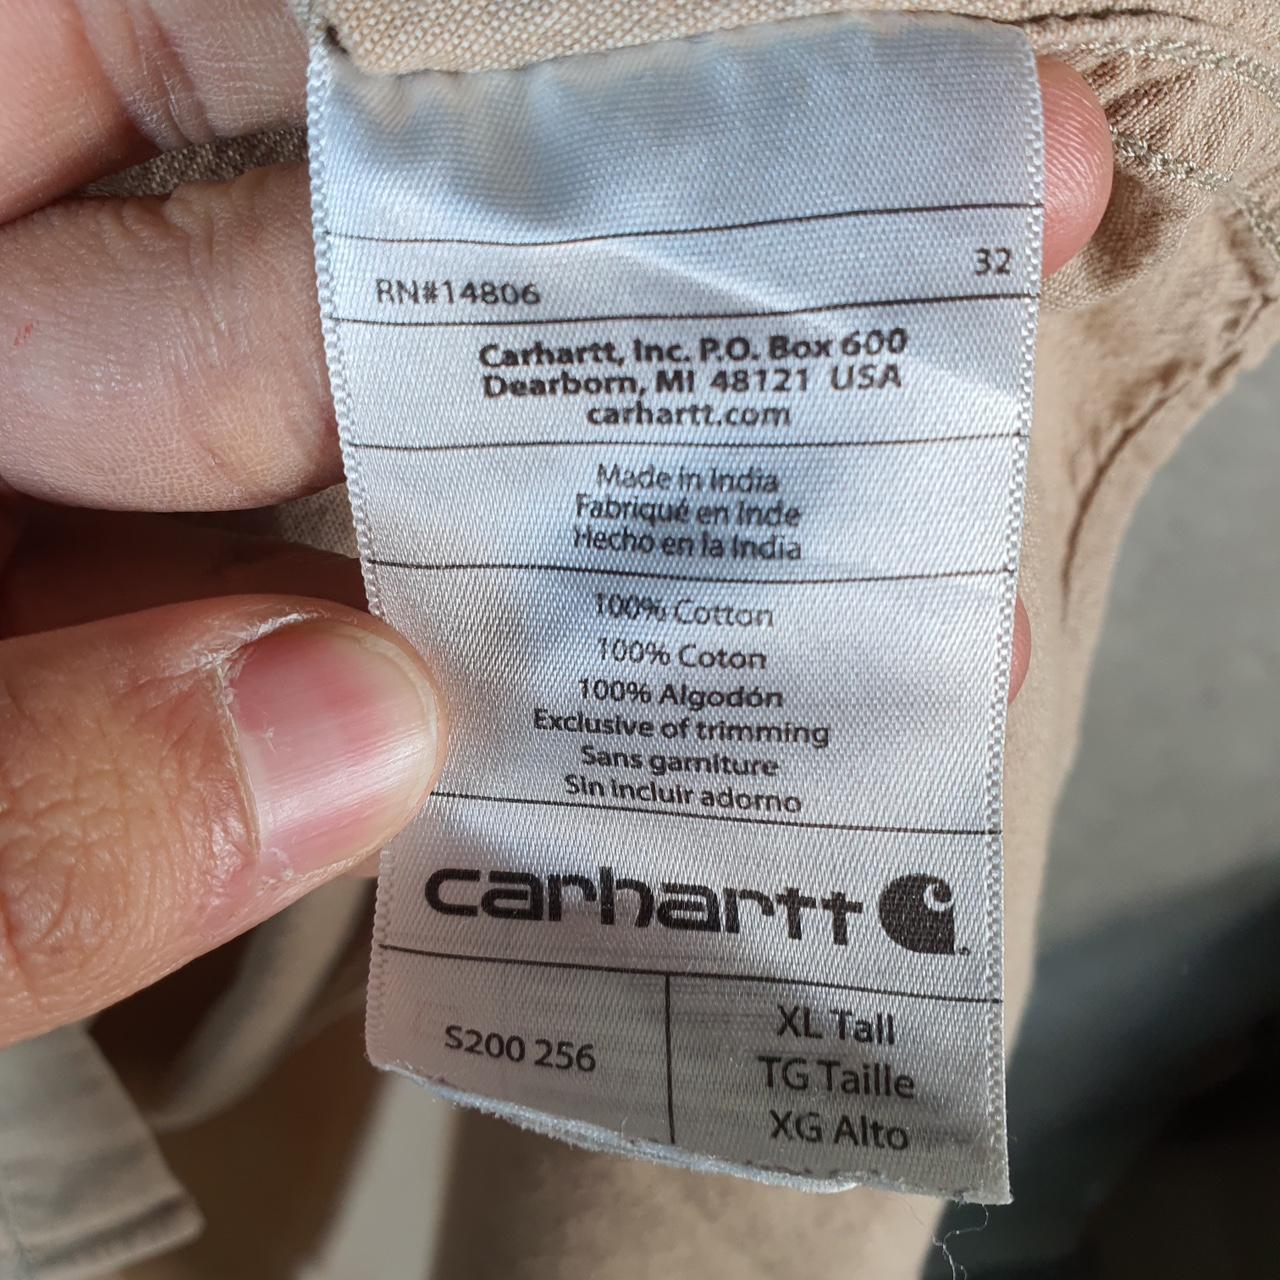 32
RN#14806
Carhartt, Inc. P.O. Box 600
Dearborn, MI 48121 USA
carhartt.com
Made in India
Fabriqué en Inde
Hecho en la India
100% Cotton
100% Coton
100% Algodón
Exclusive of trimming
Sans garniture
Sin incluir adorno
carhartt
S200 256
XL Tall
TG Taille
XG Alto